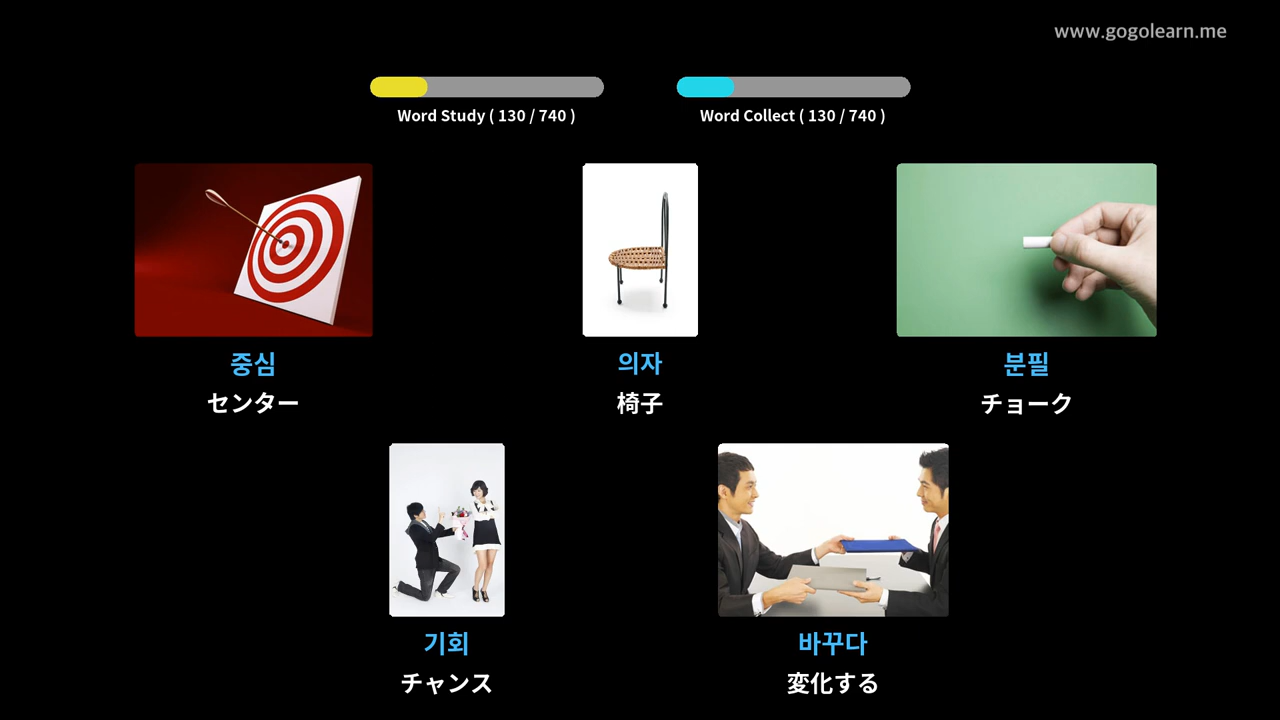 www.gogolearn.me
Word Study ( 130 / 740 )
Word Collect ( 130 / 740 )
중심
センター
의자
椅子
분필
チョーク
기회
チャンス
바꾸다
変化する